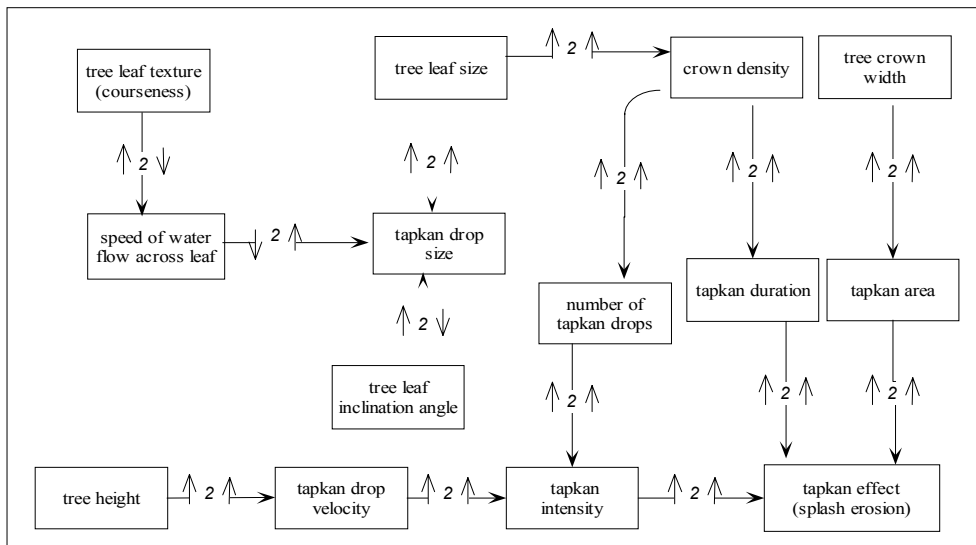 tree leaf texture
(courseness)
tree leaf size
↑ 2 ↑
crown density
tree crown
width
↑ 2 ↓
↑ 2 ↑
↑ 2 ↑
↑ 2 ↑
↑ 2 ↑
speed of water
flow across leaf
↓ 2 ↑
tapkan drop
size
number of
tapkan drops
tapkan duration
tapkan area
↑ 2 ↓
tree leaf
inclination angle
↑ 2 ↑
↑ 2 ↑
↑ 2 ↑
tree height
↑ 2 ↑
tapkan drop
velocity
↑ 2 ↑
tapkan
intensity
↑ 2 ↑
tapkan effect
(splash erosion)